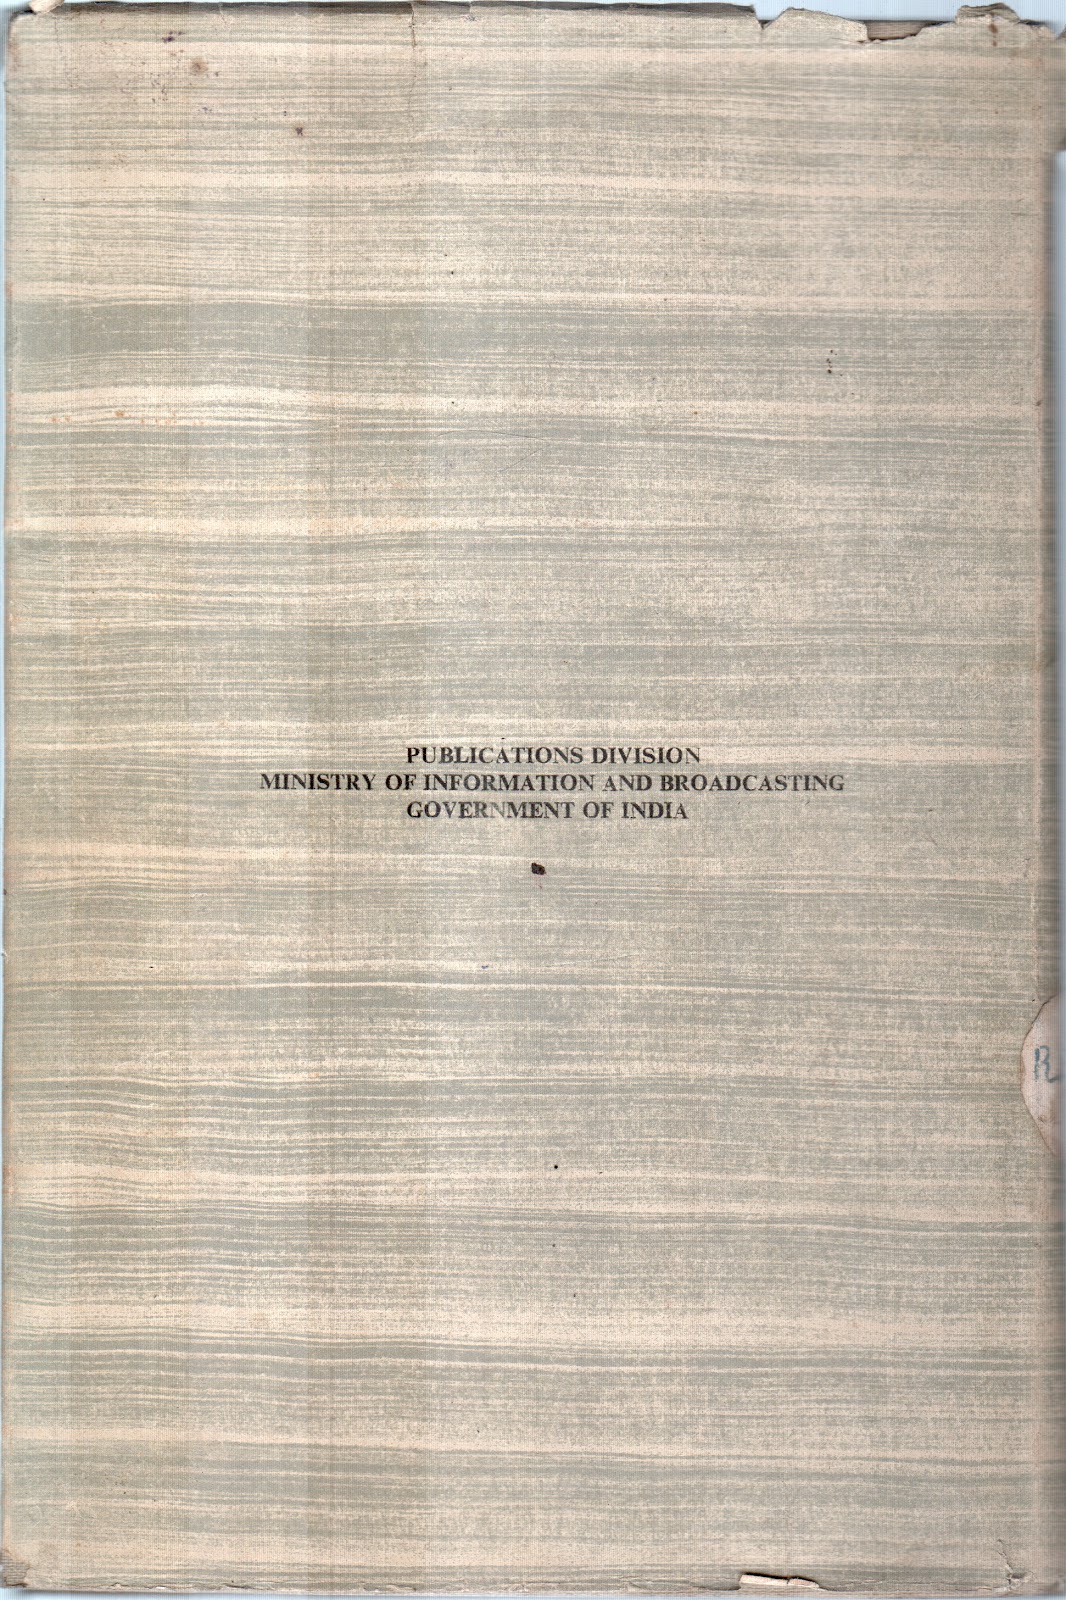 PUBLICATIONS DIVISION
MINISTRY OF INFORMATION AND BROADCASTING
GOVERNMENT OF INDIA
R